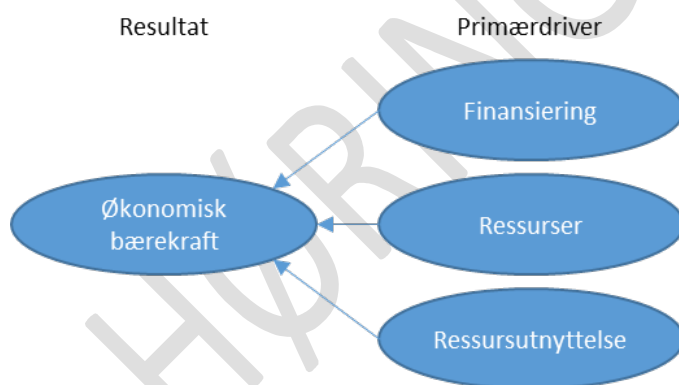 Resultat
Primærdriver
Finansiering
Økonomisk
bærekraft
Ressurser
Ressursutnyttelse
HØRING